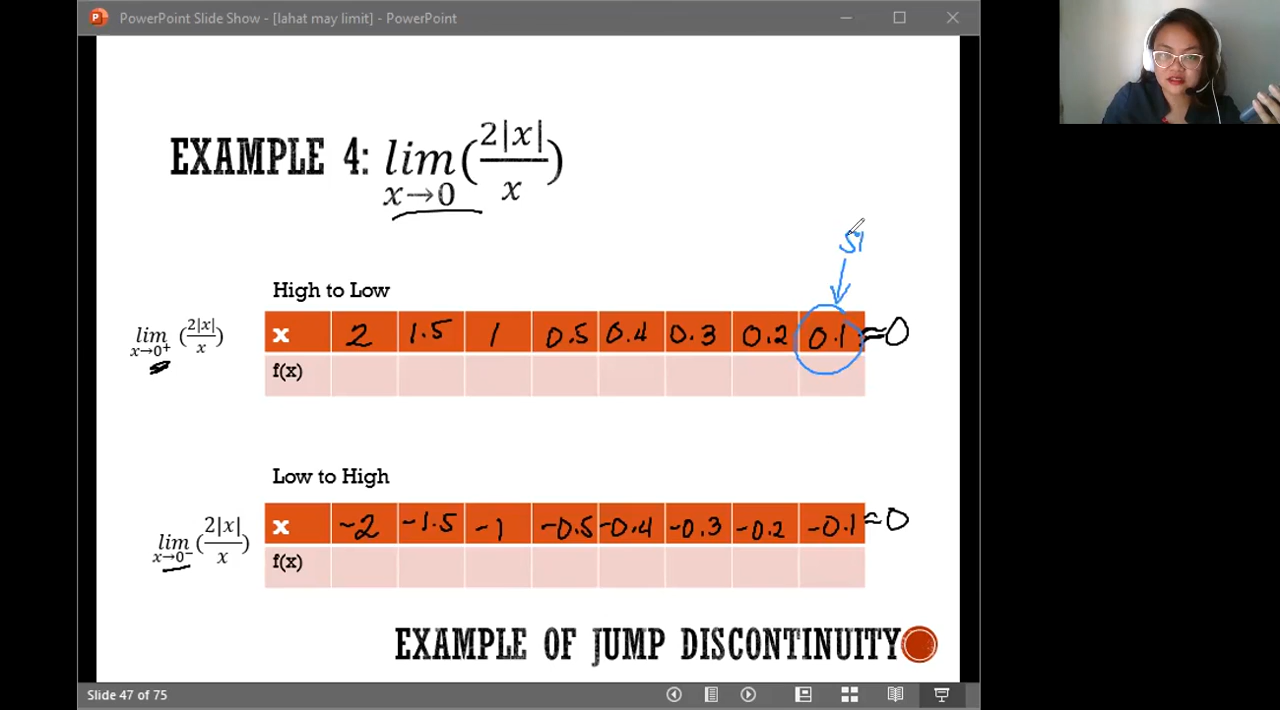 PowerPoint Slide Show - [lahat may limit] - PowerPoint
EXAMPLE 4: lim x→0 (2|x|/x)
High to Low
lim x→0⁺ (2|x|/x)
x 2 1.5 1 0.5 0.4 0.3 0.2 0.1 ≈0
f(x)
Low to High
lim x→0⁻ (2|x|/x)
x -2 -1.5 -1 -0.5 -0.4 -0.3 -0.2 -0.1 ≈0
f(x)
EXAMPLE OF JUMP DISCONTINUITY
Slide 47 of 75